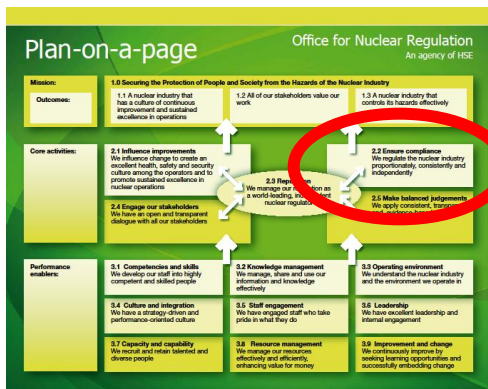 Plan-on-a-page
Office for Nuclear Regulation
An agency of HSE
Mission:
1.0 Securing the Protection of People and Society from the Hazards of the Nuclear Industry
Outcomes:
1.1 A nuclear industry that
has a culture of continuous
improvement and sustained
excellence in operations
1.2 All of our stakeholders value our
work
1.3 A nuclear industry that
controls its hazards effectively
Core activities:
2.1 Influence improvements
We influence change to create an
excellent health, safety and security
culture among the operators and to
promote sustained excellence in
nuclear operations
2.2 Ensure compliance
We regulate the nuclear industry
proportionately, consistently and
independently
2.3
We manage our as
a world-leading,
nuclear regulator
2.4 Engage our stakeholders
We have an open and transparent
dialogue with all our stakeholders
2.5 Make balanced judgements
We apply consistent,
Performance
enablers:
3.1 Competencies and skills
We develop our staff into highly
competent and skilled people
3.2 Knowledge management
We manage, share and use our
information and knowledge
effectively
3.3 Operating environment
We understand the nuclear industry
and the environment we operate in
3.4 Culture and integration
We have a strategy-driven and
performance-oriented culture
3.5 Staff engagement
We have engaged staff who take
pride in what they do
3.6 Leadership
We have excellent leadership and
internal engagement
3.7 Capacity and capability
We recruit and retain talented and
diverse people
3.8 Resource management
We manage our resources
effectively and efficiently,
enhancing value for money
3.9 Improvement and change
We continuously improve by
seeking learning opportunities and
successfully embedding change